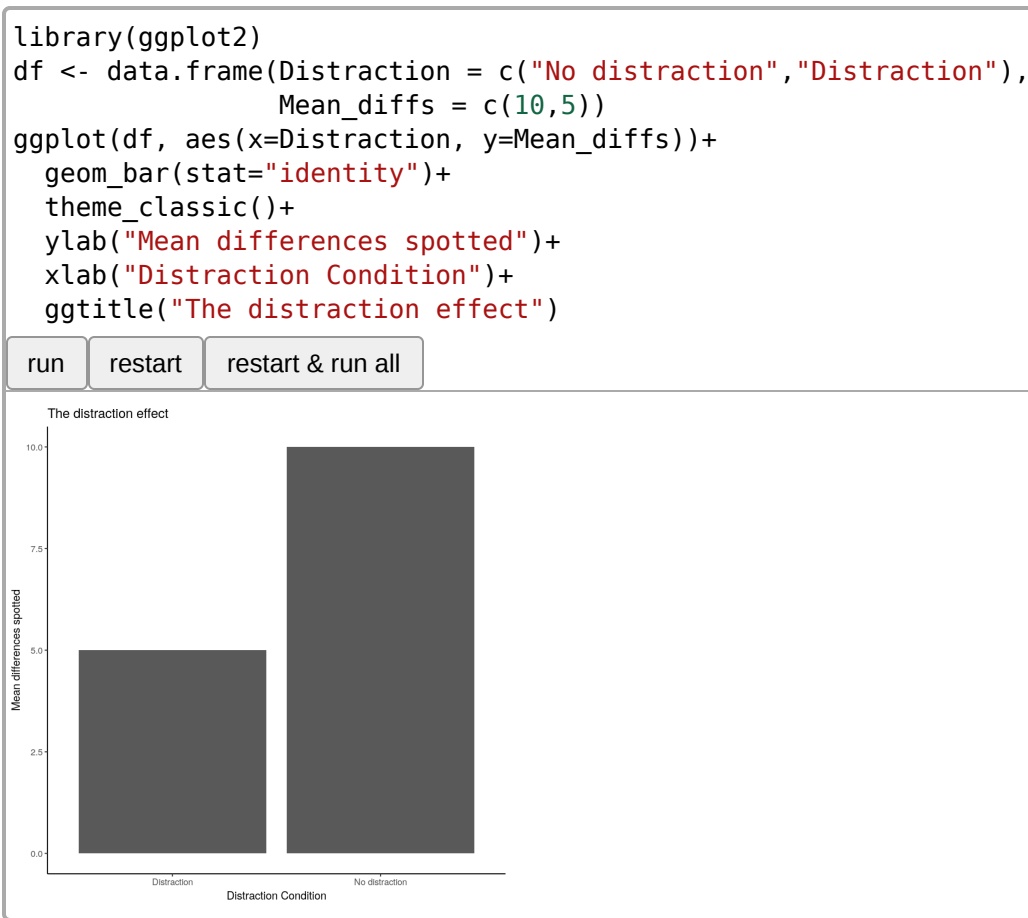 library(ggplot2)
df <- data.frame(Distraction = c("No distraction","Distraction"),
                 Mean_diffs = c(10,5))
ggplot(df, aes(x=Distraction, y=Mean_diffs))+
  geom_bar(stat="identity")+
  theme_classic()+
  ylab("Mean differences spotted")+
  xlab("Distraction Condition")+
  ggtitle("The distraction effect")
run restart restart & run all
The distraction effect
10.0
7.5
Mean differences spotted
5.0
2.5
0.0
Distraction No distraction
Distraction Condition